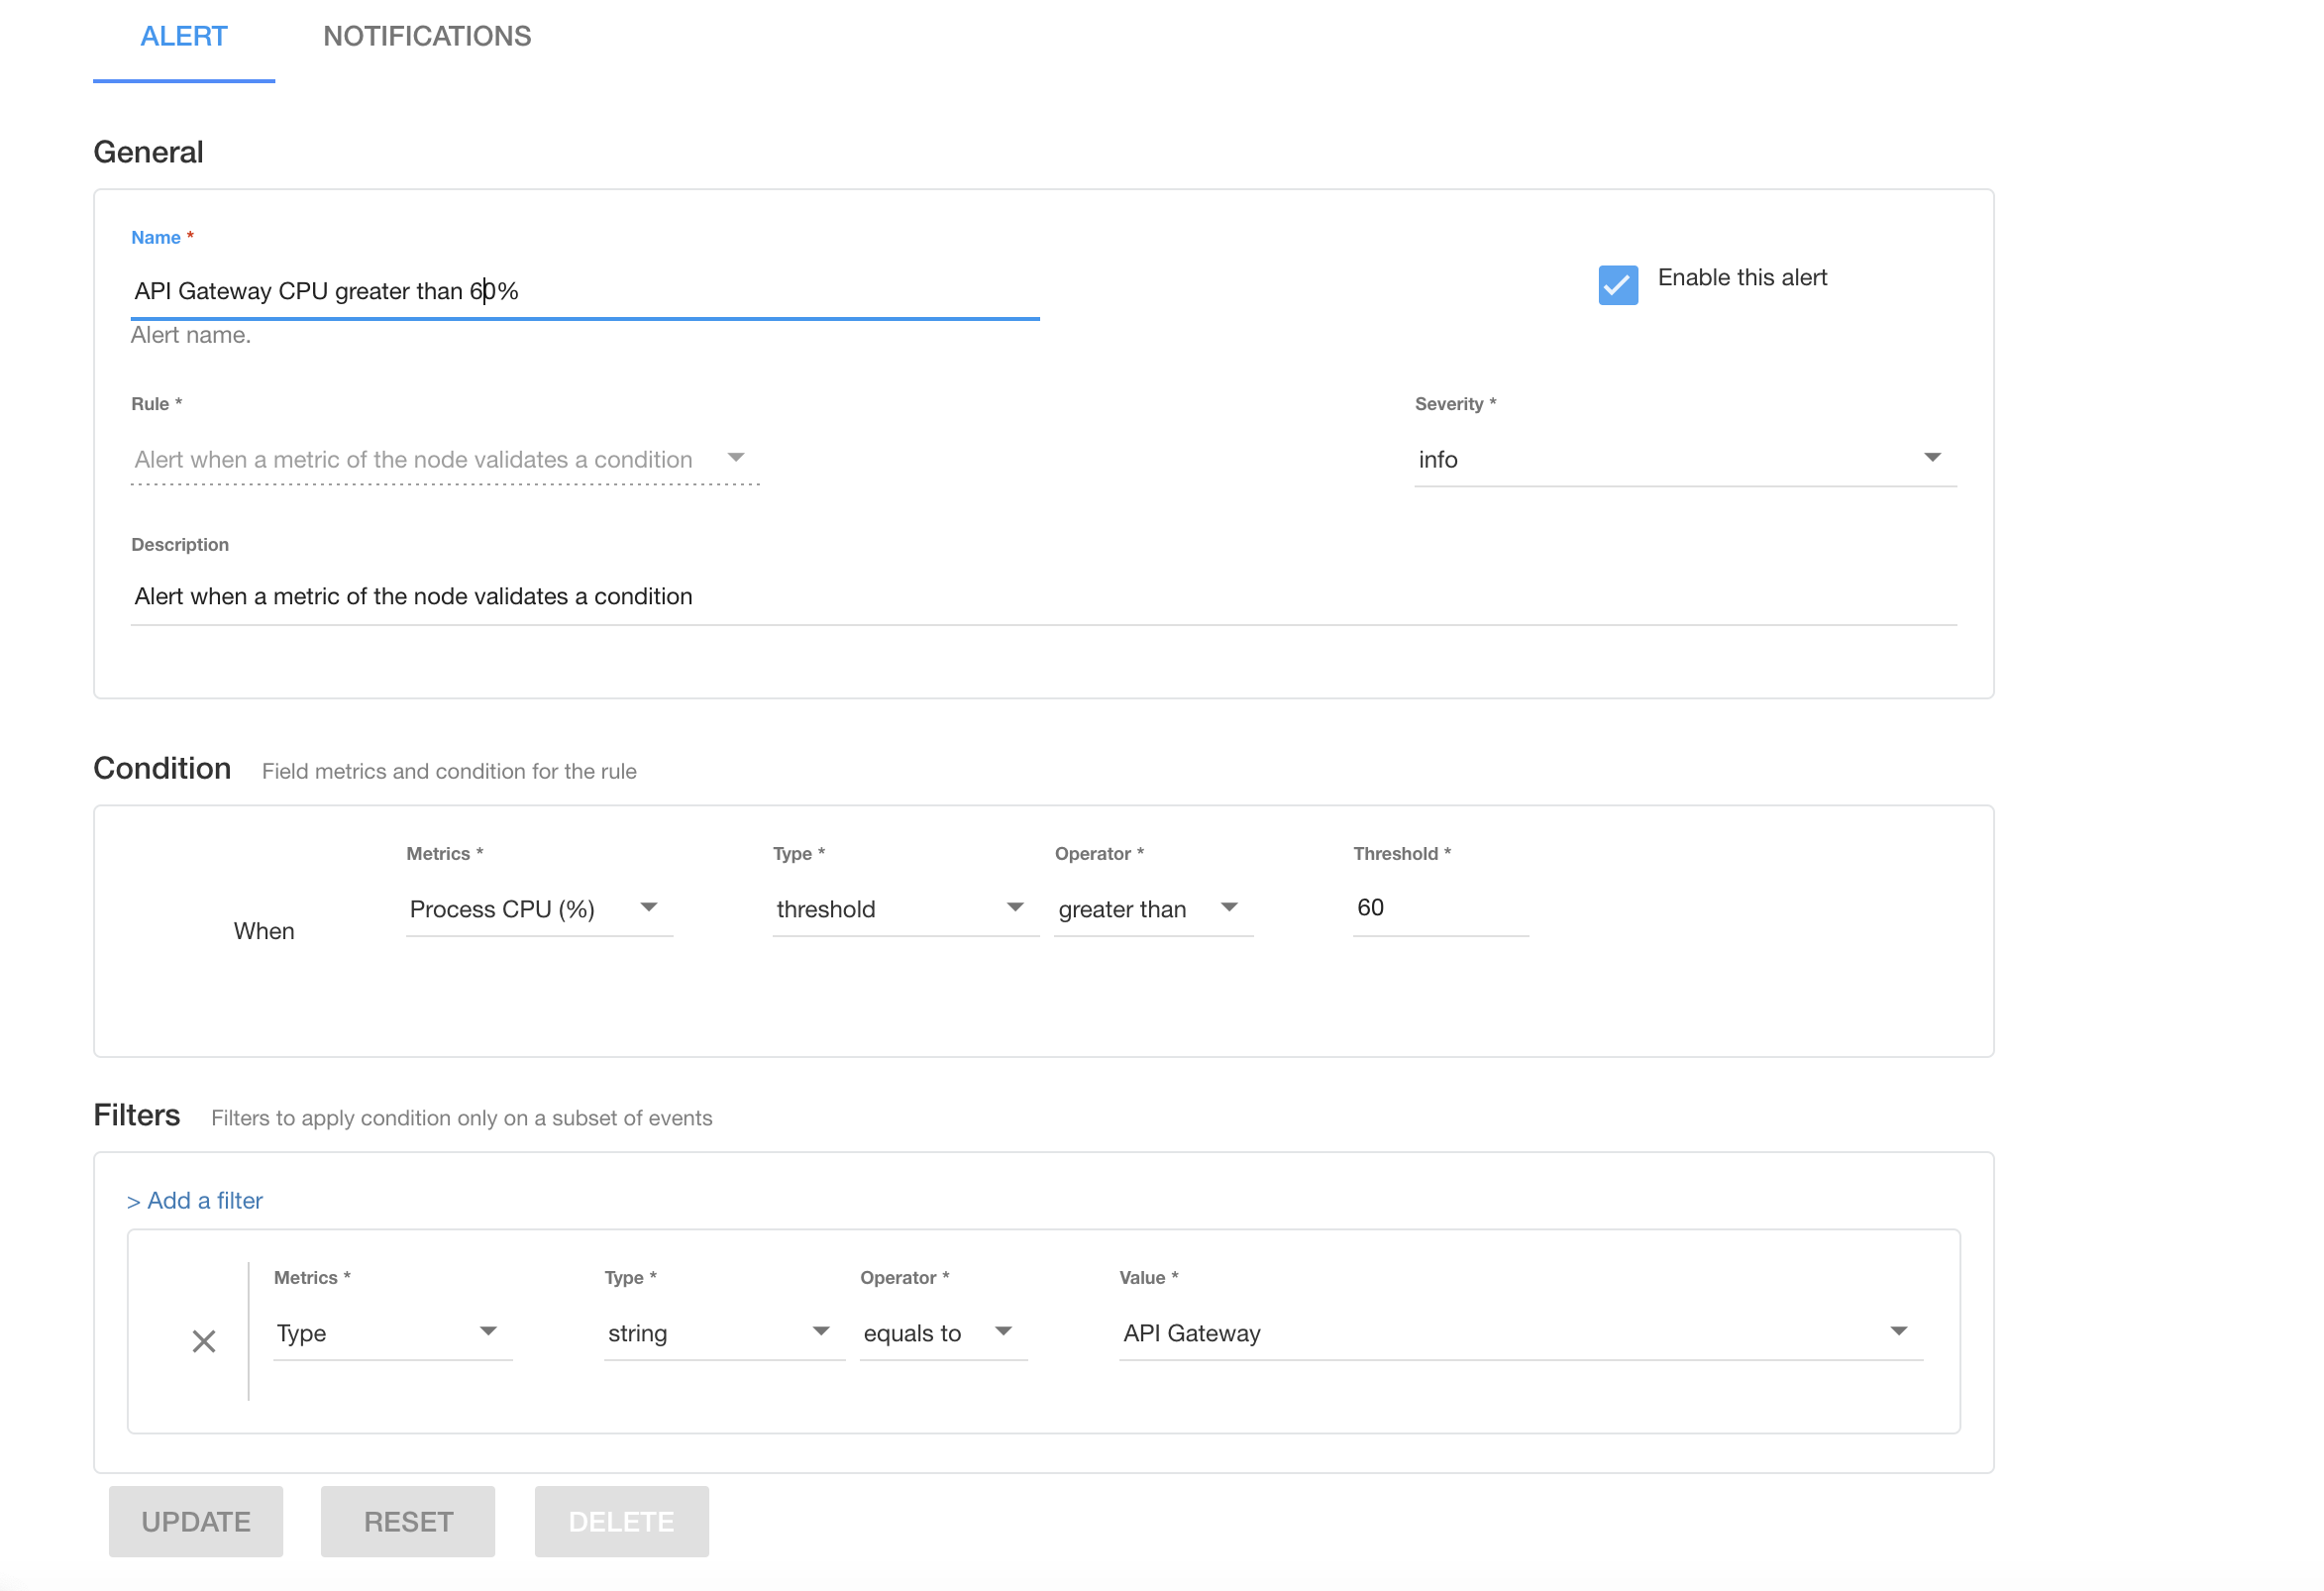 ALERT NOTIFICATIONS
General
Name *
API Gateway CPU greater than 60%
Enable this alert
Alert name.
Rule * Severity *
Alert when a metric of the node validates a condition info
Description
Alert when a metric of the node validates a condition
Condition Field metrics and condition for the rule
Metrics * Type * Operator * Threshold *
When Process CPU (%) threshold greater than 60
Filters Filters to apply condition only on a subset of events
> Add a filter
Metrics * Type * Operator * Value *
Type string equals to API Gateway
UPDATE RESET DELETE